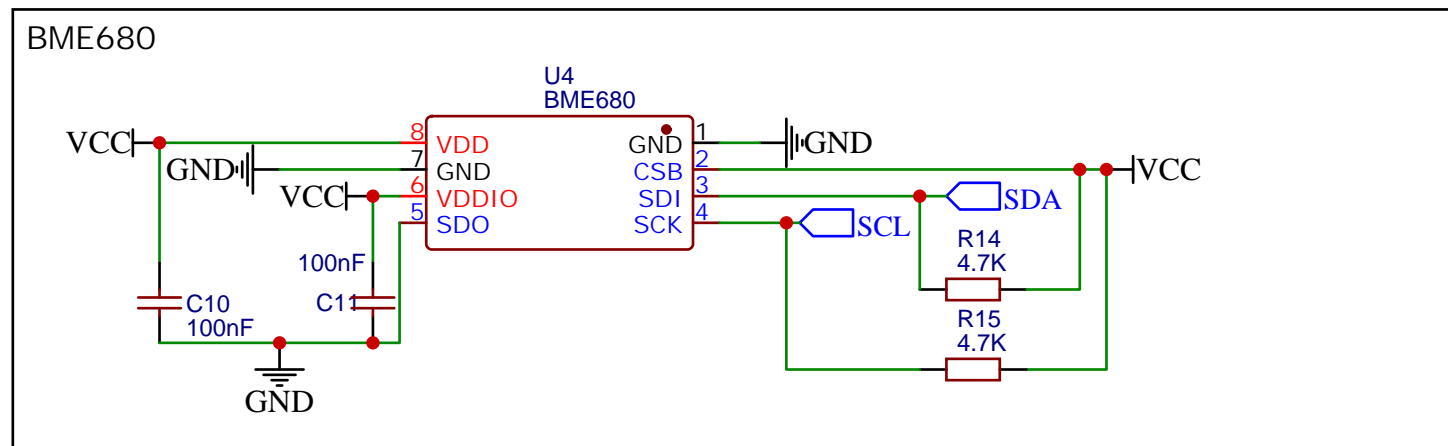 BME680
U4
BME680
VCC
8
VDD
GND
1
GND
GND
7
GND
CSB
2
VCC
VCC
6
VDDIO
SDI
3
SDA
5
SDO
SCK
4
SCL
R14
4.7K
100nF
C11
C10
100nF
R15
4.7K
GND